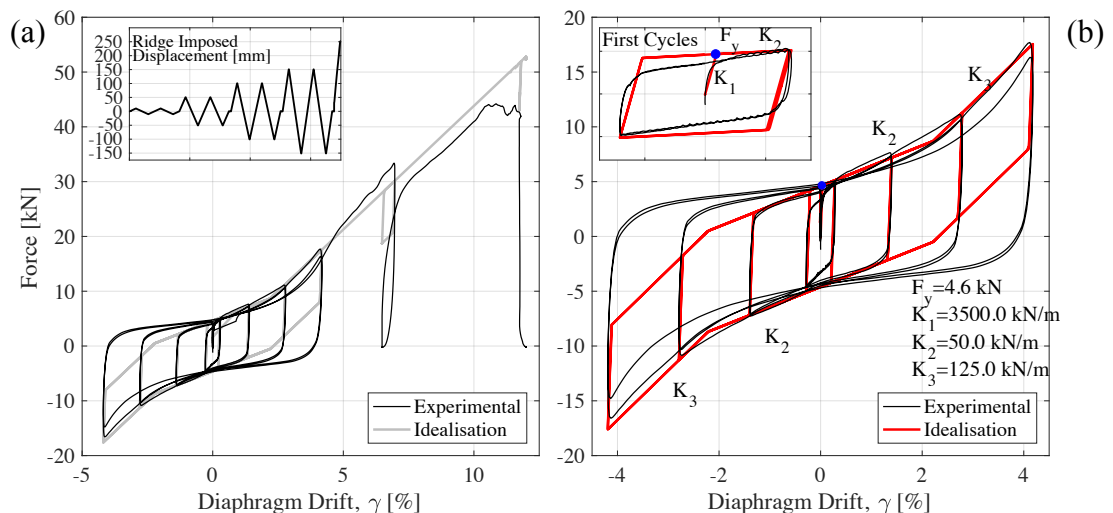 (a)
60
50
40
30
20
10
0
-10
-20
Force [kN]
-5
0
5
10
Diaphragm Drift, γ [%]
Ridge Imposed
Displacement [mm]
250
200
150
100
50
0
-50
-100
-150
Experimental
Idealisation
(b)
20
15
10
5
0
-5
-10
-15
-20
-4
-2
0
2
4
Diaphragm Drift, γ [%]
First Cycles
F_y
K_2
K_1
K_3
K_2
K_2
K_3
F_y=4.6 kN
K_1=3500.0 kN/m
K_2=50.0 kN/m
K_3=125.0 kN/m
Experimental
Idealisation